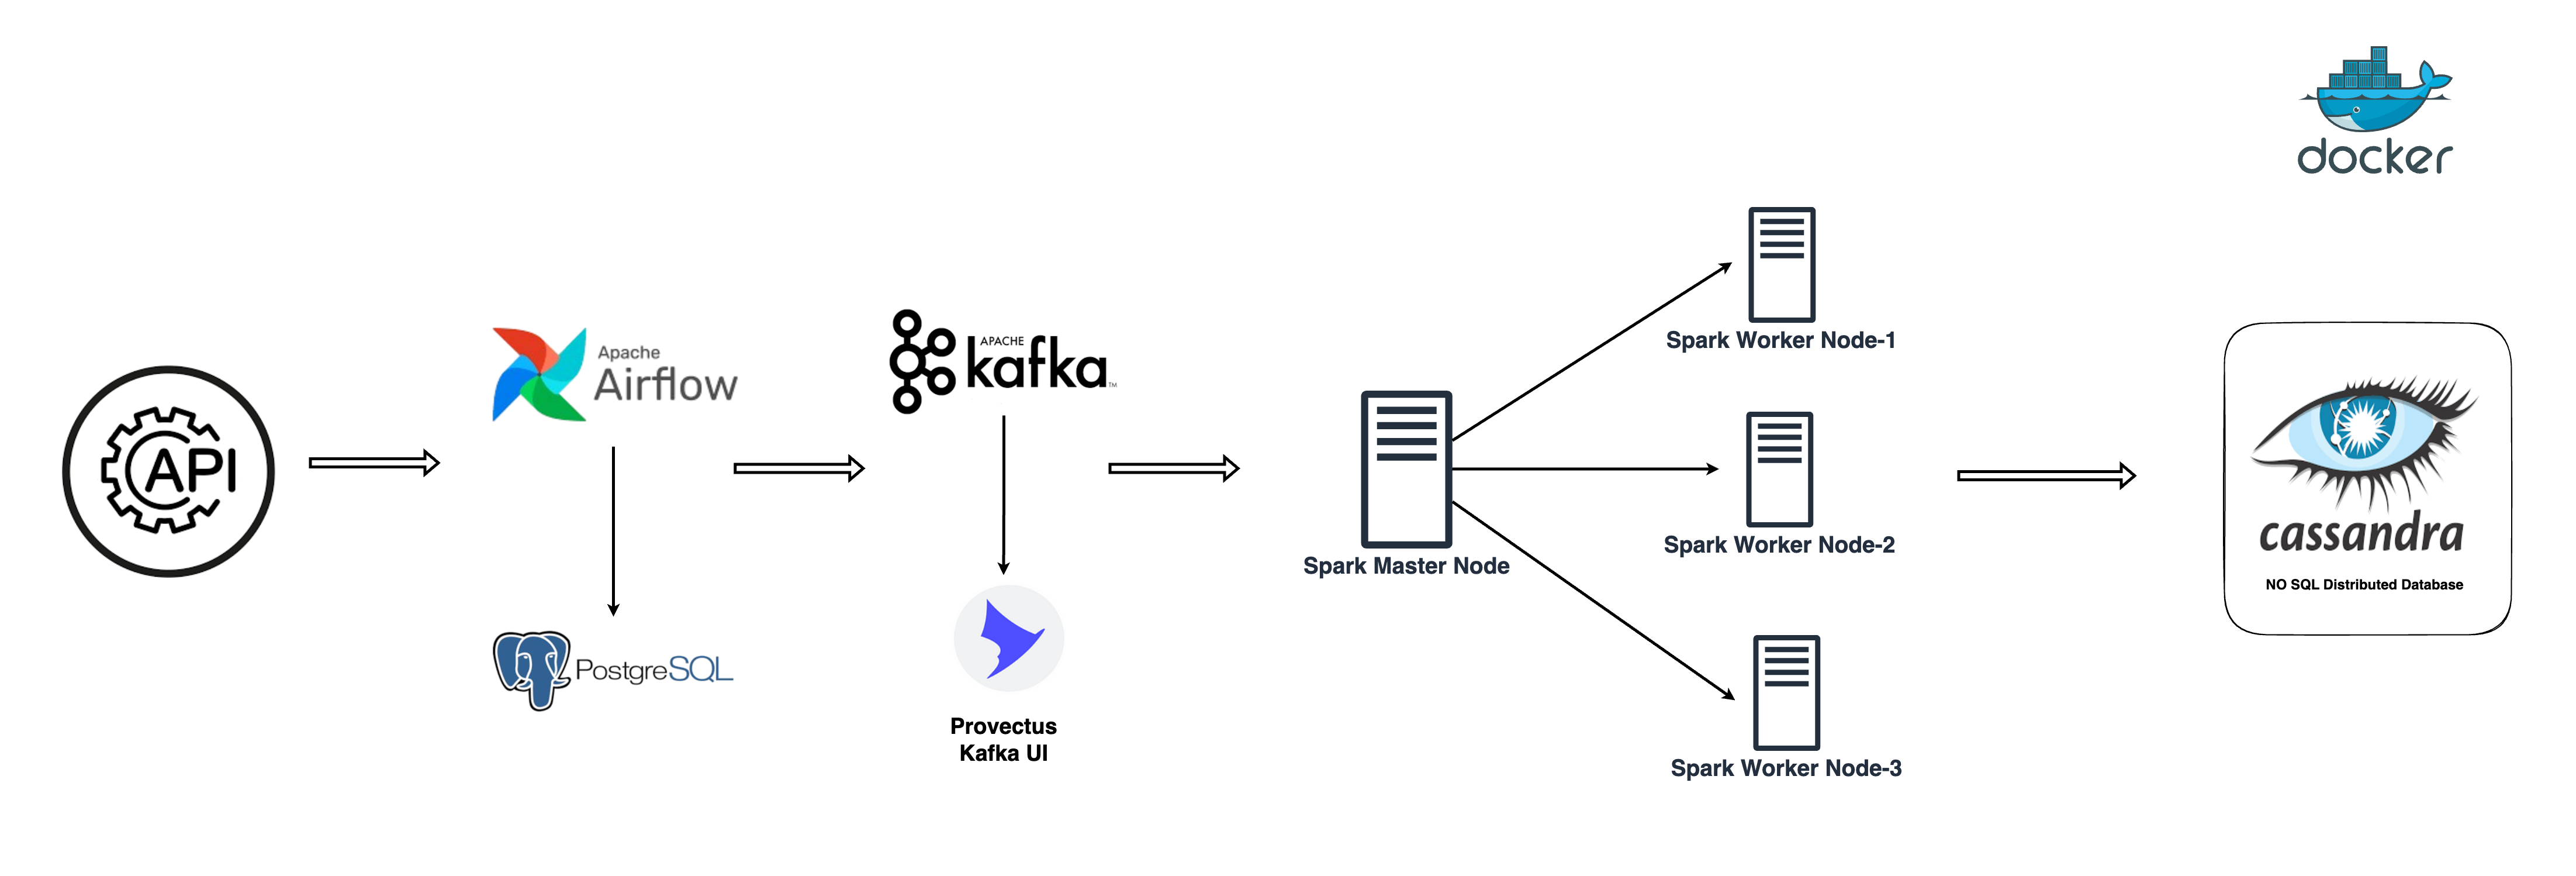 API
Apache
Airflow
PostgreSQL
APACHE
kafka
TM
Provectus
Kafka UI
Spark Master Node
Spark Worker Node-1
Spark Worker Node-2
Spark Worker Node-3
docker
cassandra
NO SQL Distributed Database